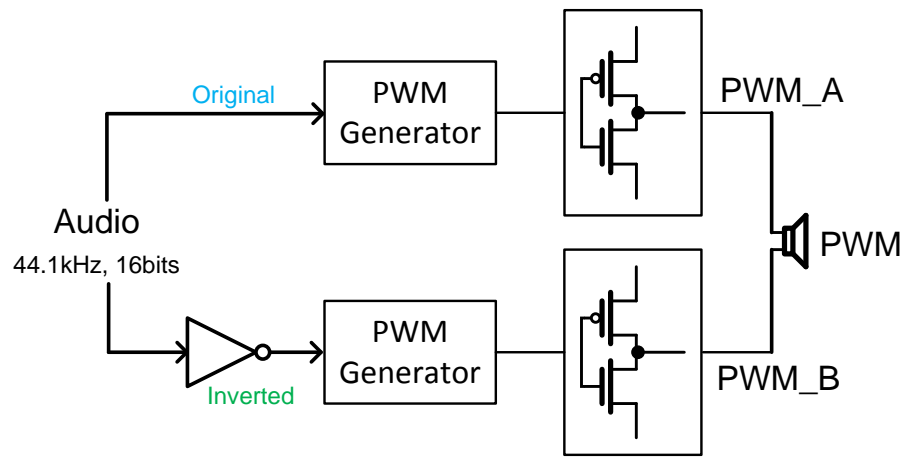 Original
PWM
Generator
PWM_A
Audio
44.1kHz, 16bits
PWM
Inverted
PWM
Generator
PWM_B